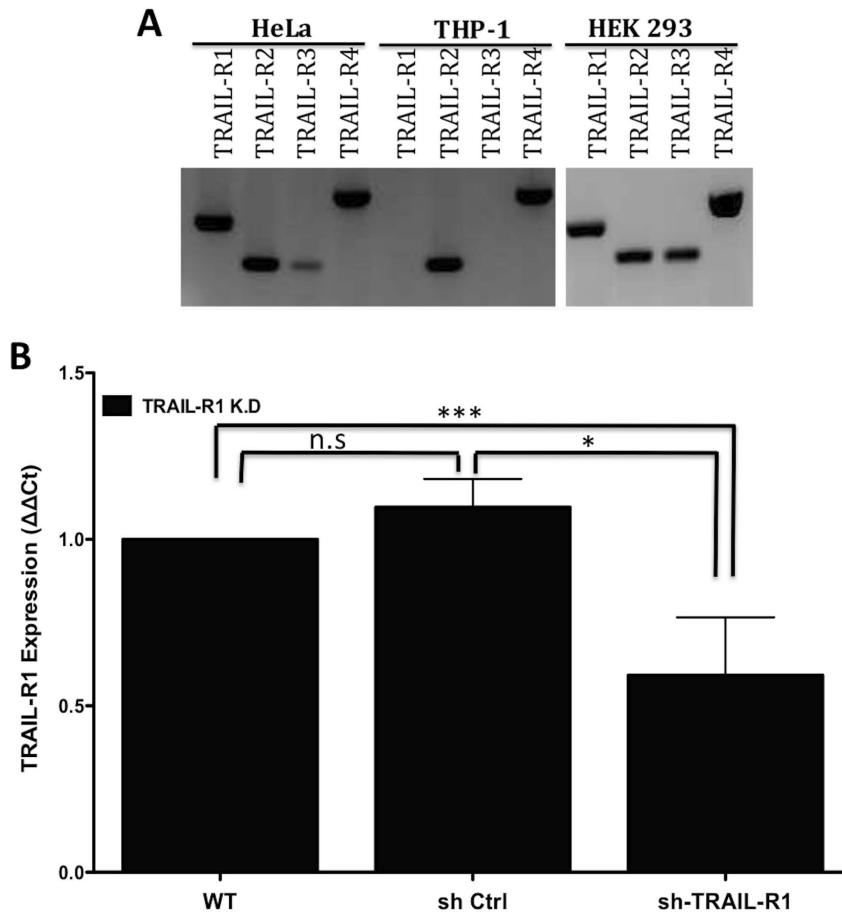 A
HeLa THP-1 HEK 293
TRAIL-R1 TRAIL-R2 TRAIL-R3 TRAIL-R4 TRAIL-R1 TRAIL-R2 TRAIL-R3 TRAIL-R4 TRAIL-R1 TRAIL-R2 TRAIL-R3 TRAIL-R4
B
TRAIL-R1 Expression (ΔΔCt)
1.5
TRAIL-R1 K.D
***
n.s *
1.0
0.5
0.0
WT sh Ctrl sh-TRAIL-R1